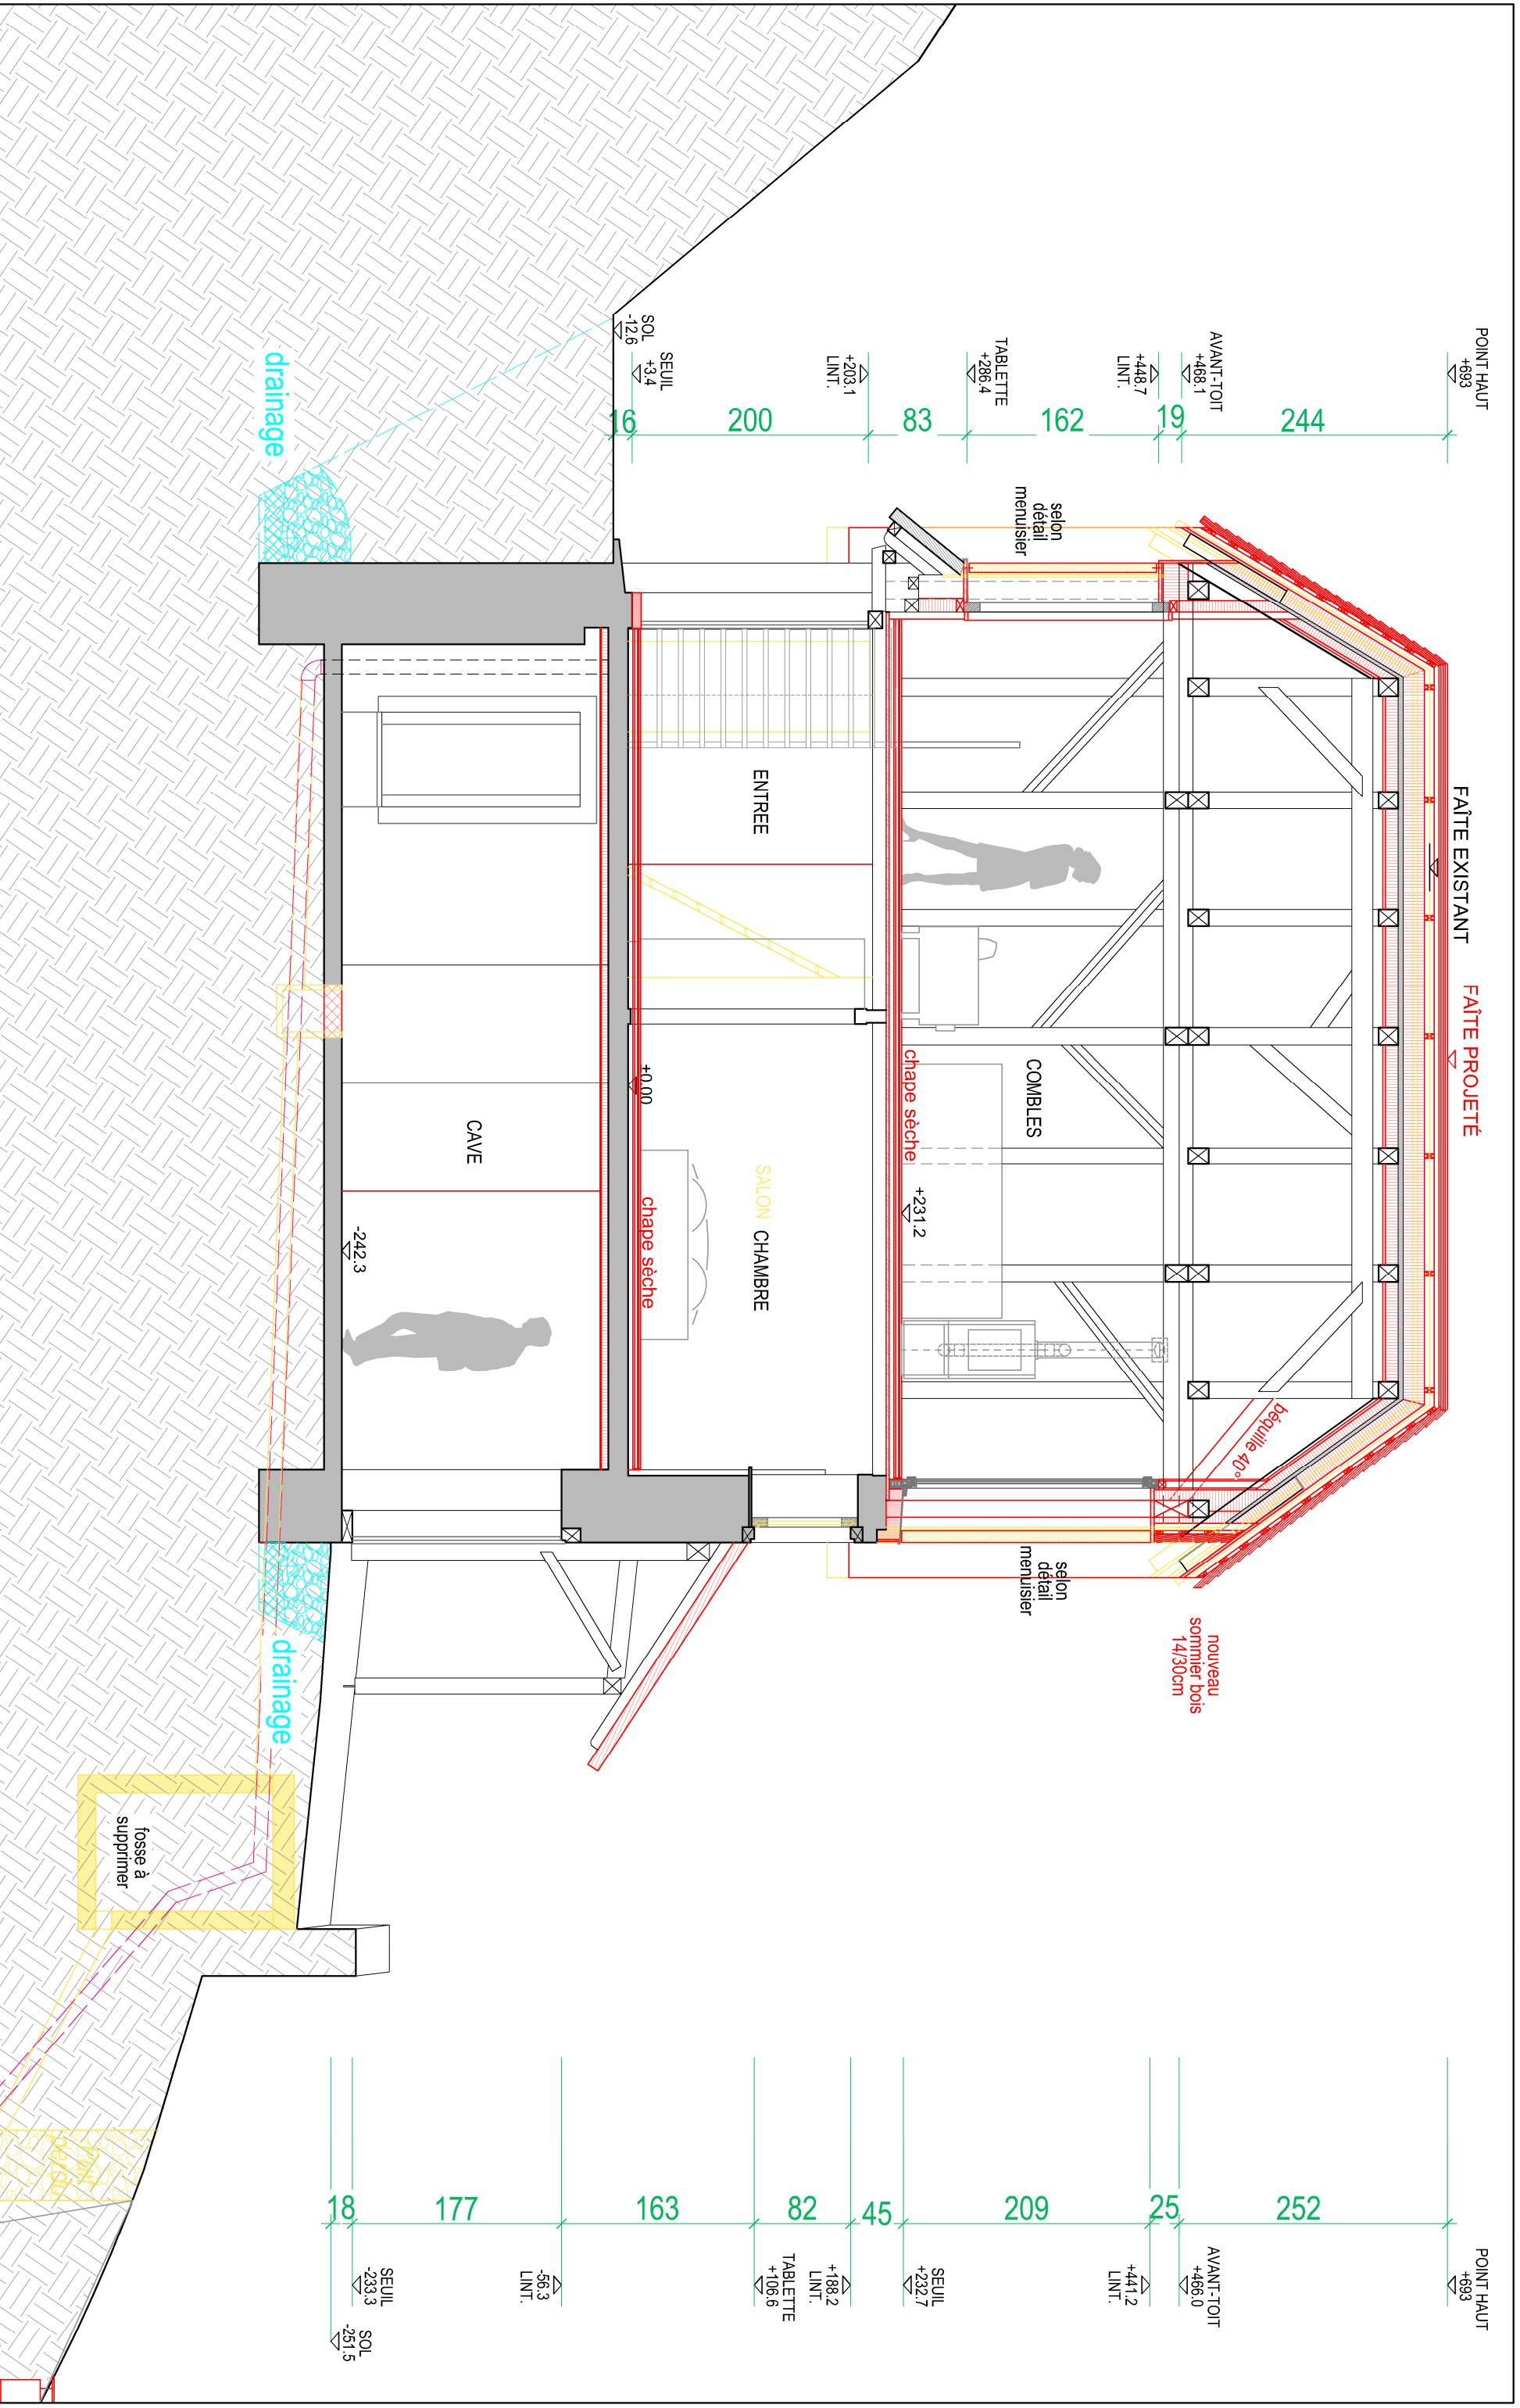 POINT HAUT
+693
AVANT-TOIT
+468.1
+448.7
LINT.
TABLETTE
+286.4
+203.1
LINT.
SEUIL
+3.4
SOL
-12.6
244
19
162
83
200
16
FAÎTE EXISTANT
FAÎTE PROJETÉ
selon
détail
menuisier
COMBLES
chape sèche
+231.2
béquille 40°
selon
détail
menuisier
nouveau
sommier bois
14/30cm
ENTREE
SALON
CHAMBRE
+0.00
chape sèche
CAVE
-242.3
drainage
drainage
fosse à
supprimer
Puit
perdu
POINT HAUT
+693
AVANT-TOIT
+466.0
+441.2
LINT.
SEUIL
+232.7
+188.2
LINT.
TABLETTE
+106.6
-56.3
LINT.
SEUIL
-233.3
SOL
-251.5
252
25
209
45
82
163
177
18